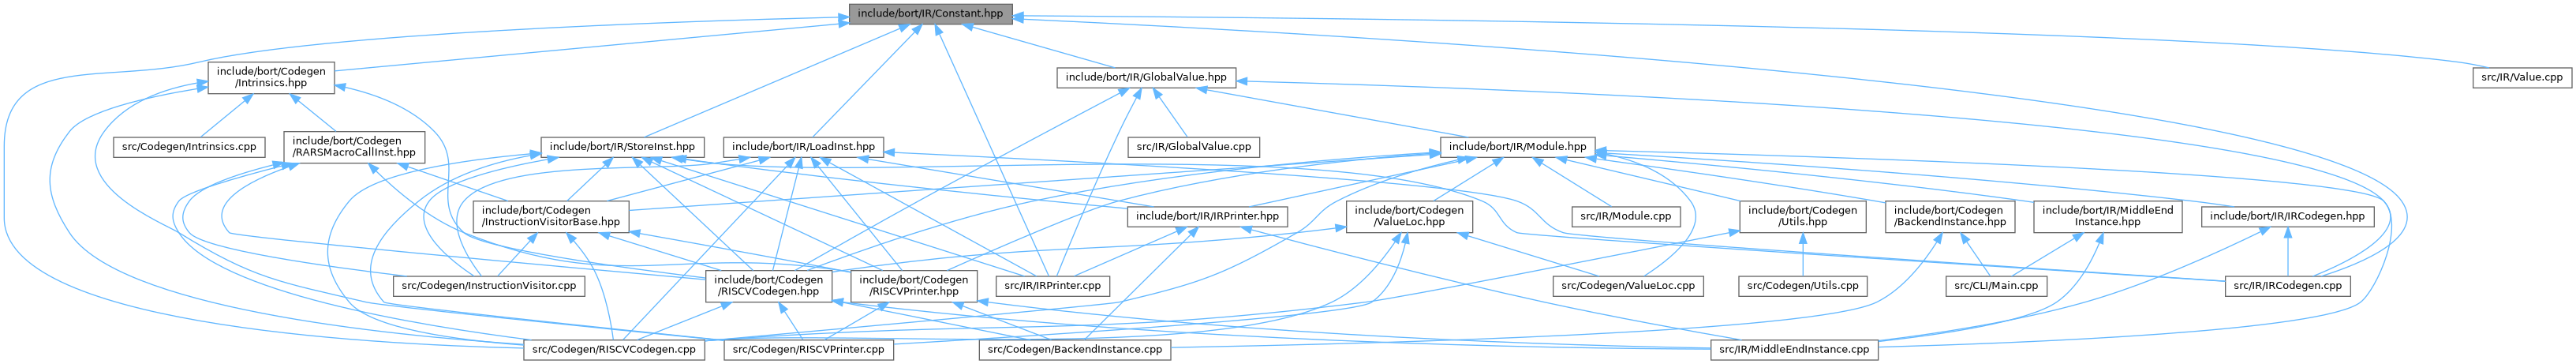 include/bort/IR/Constant.hpp
include/bort/Codegen
/Intrinsics.hpp
include/bort/IR/GlobalValue.hpp
src/IR/Value.cpp
src/Codegen/Intrinsics.cpp
include/bort/Codegen
/RARSMacroCallInst.hpp
include/bort/IR/StoreInst.hpp
include/bort/IR/LoadInst.hpp
src/IR/GlobalValue.cpp
include/bort/IR/Module.hpp
include/bort/Codegen
/InstructionVisitorBase.hpp
include/bort/IR/IRPrinter.hpp
include/bort/Codegen
/ValueLoc.hpp
src/IR/Module.cpp
include/bort/Codegen
/Utils.hpp
include/bort/Codegen
/BackendInstance.hpp
include/bort/IR/MiddleEnd
Instance.hpp
include/bort/IR/IRCodegen.hpp
src/Codegen/InstructionVisitor.cpp
include/bort/Codegen
/RISCVCodegen.hpp
include/bort/Codegen
/RISCVPrinter.hpp
src/IR/IRPrinter.cpp
src/Codegen/ValueLoc.cpp
src/Codegen/Utils.cpp
src/CLI/Main.cpp
src/IR/IRCodegen.cpp
src/Codegen/RISCVCodegen.cpp
src/Codegen/RISCVPrinter.cpp
src/Codegen/BackendInstance.cpp
src/IR/MiddleEndInstance.cpp